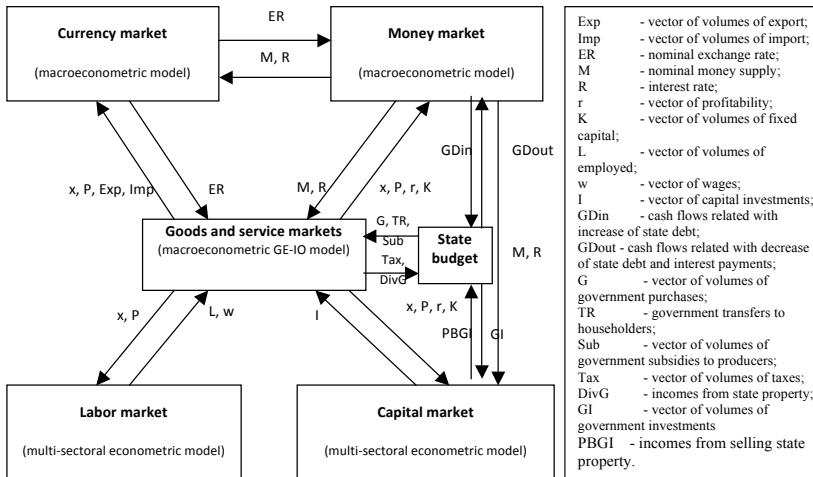 Currency market
(macroeconometric model)
ER
M, R
Money market
(macroeconometric model)
GDin
GDout
x, P, Exp, Imp
ER
M, R
x, P, r, K
G, TR,
Sub
Goods and service markets
(macroeconometric GE-IO model)
State
budget
Tax,
DivG
M, R
x, P
L, w
I
x, P, r, K
PBGI
GI
Labor market
(multi-sectoral econometric model)
Capital market
(multi-sectoral econometric model)
Exp - vector of volumes of export;
Imp - vector of volumes of import;
ER - nominal exchange rate;
M - nominal money supply;
R - interest rate;
r - vector of profitability;
K - vector of volumes of fixed
capital;
L - vector of volumes of
employed;
w - vector of wages;
I - vector of capital investments;
GDin - cash flows related with
increase of state debt;
GDout - cash flows related with decrease
of state debt and interest payments;
G - vector of volumes of
government purchases;
TR - government transfers to
householders;
Sub - vector of volumes of
government subsidies to producers;
Tax - vector of volumes of taxes;
DivG - incomes from state property;
GI - vector of volumes of
government investments
PBGI - incomes from selling state
property.